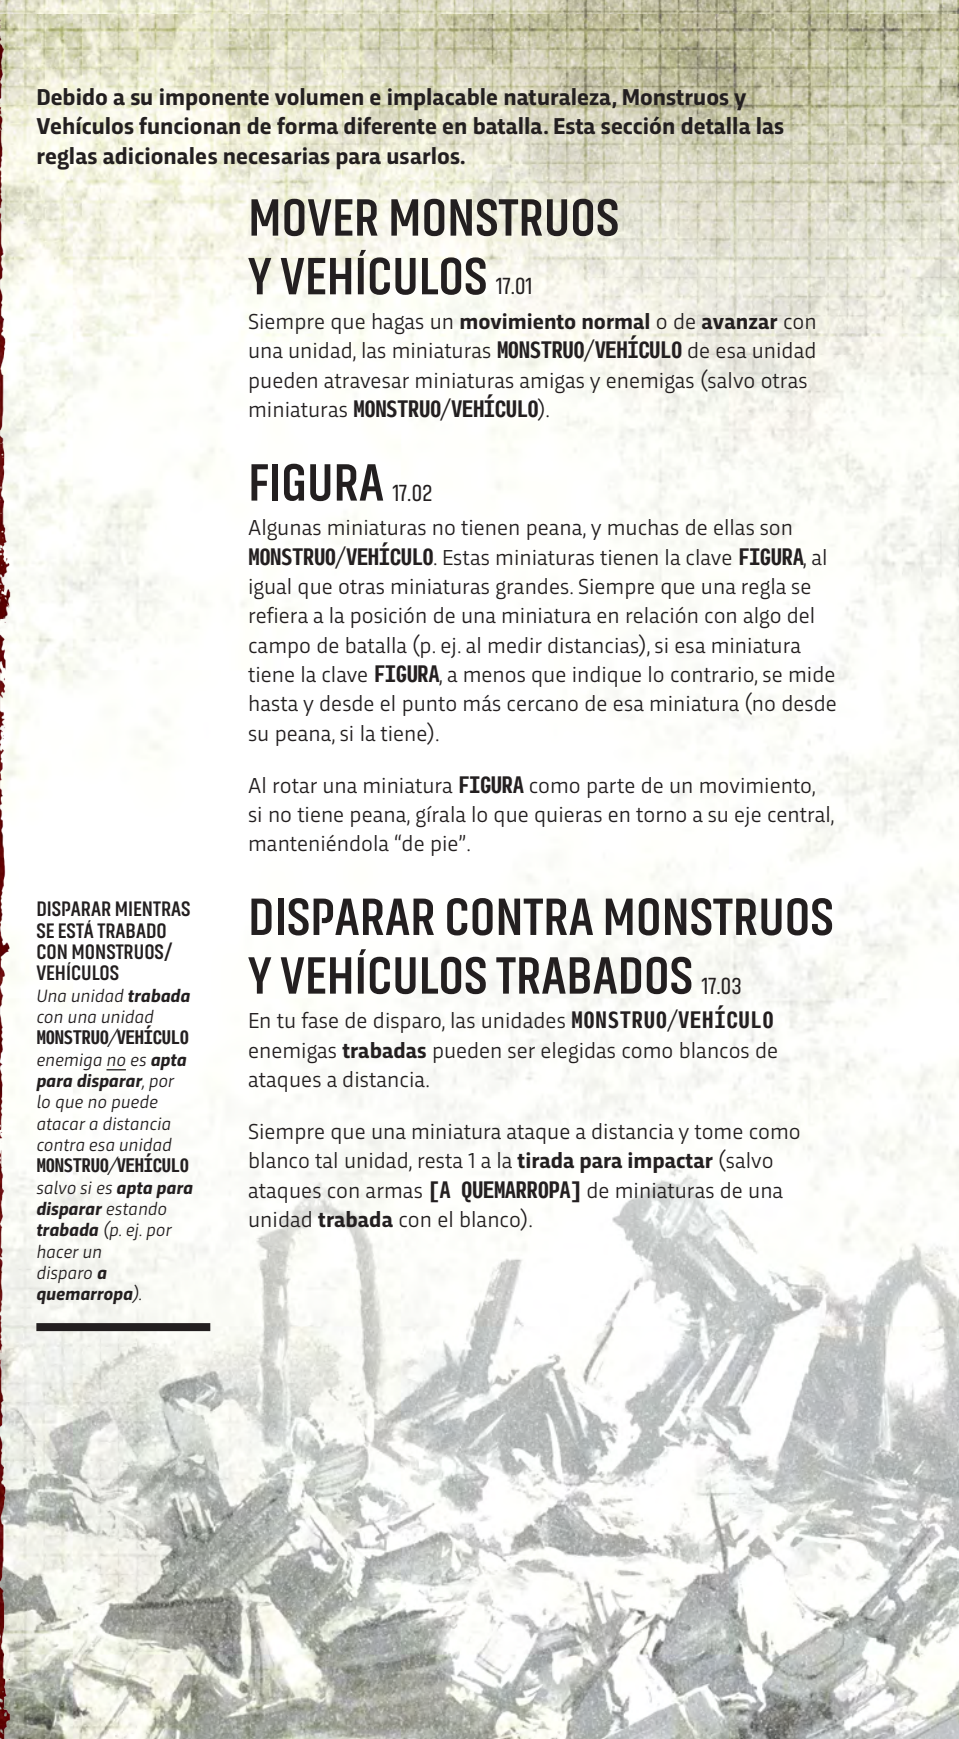 Debido a su imponente volumen e implacable naturaleza, Monstruos y
Vehículos funcionan de forma diferente en batalla. Esta sección detalla las
reglas adicionales necesarias para usarlos.
MOVER MONSTRUOS
Y VEHÍCULOS 17.01
Siempre que hagas un movimiento normal o de avanzar con
una unidad, las miniaturas MONSTRUO/VEHÍCULO de esa unidad
pueden atravesar miniaturas amigas y enemigas (salvo otras
miniaturas MONSTRUO/VEHÍCULO).
FIGURA 17.02
Algunas miniaturas no tienen peana, y muchas de ellas son
MONSTRUO/VEHÍCULO. Estas miniaturas tienen la clave FIGURA, al
igual que otras miniaturas grandes. Siempre que una regla se
refiera a la posición de una miniatura en relación con algo del
campo de batalla (p. ej. al medir distancias), si esa miniatura
tiene la clave FIGURA, a menos que indique lo contrario, se mide
hasta y desde el punto más cercano de esa miniatura (no desde
su peana, si la tiene).
Al rotar una miniatura FIGURA como parte de un movimiento,
si no tiene peana, gírala lo que quieras en torno a su eje central,
manteniéndola “de pie”.
DISPARAR CONTRA MONSTRUOS
Y VEHÍCULOS TRABADOS 17.03
En tu fase de disparo, las unidades MONSTRUO/VEHÍCULO
enemigas trabadas pueden ser elegidas como blancos de
ataques a distancia.
Siempre que una miniatura ataque a distancia y tome como
blanco tal unidad, resta 1 a la tirada para impactar (salvo
ataques con armas [A QUEMARROPA] de miniaturas de una
unidad trabada con el blanco).
DISPARAR MIENTRAS
SE ESTÁ TRABADO
CON MONSTRUOS/
VEHÍCULOS
Una unidad trabada
con una unidad
MONSTRUO/VEHÍCULO
enemiga no es apta
para disparar, por
lo que no puede
atacar a distancia
contra esa unidad
MONSTRUO/VEHÍCULO
salvo si es apta para
disparar estando
trabada (p. ej. por
hacer un
disparo a
quemarropa).